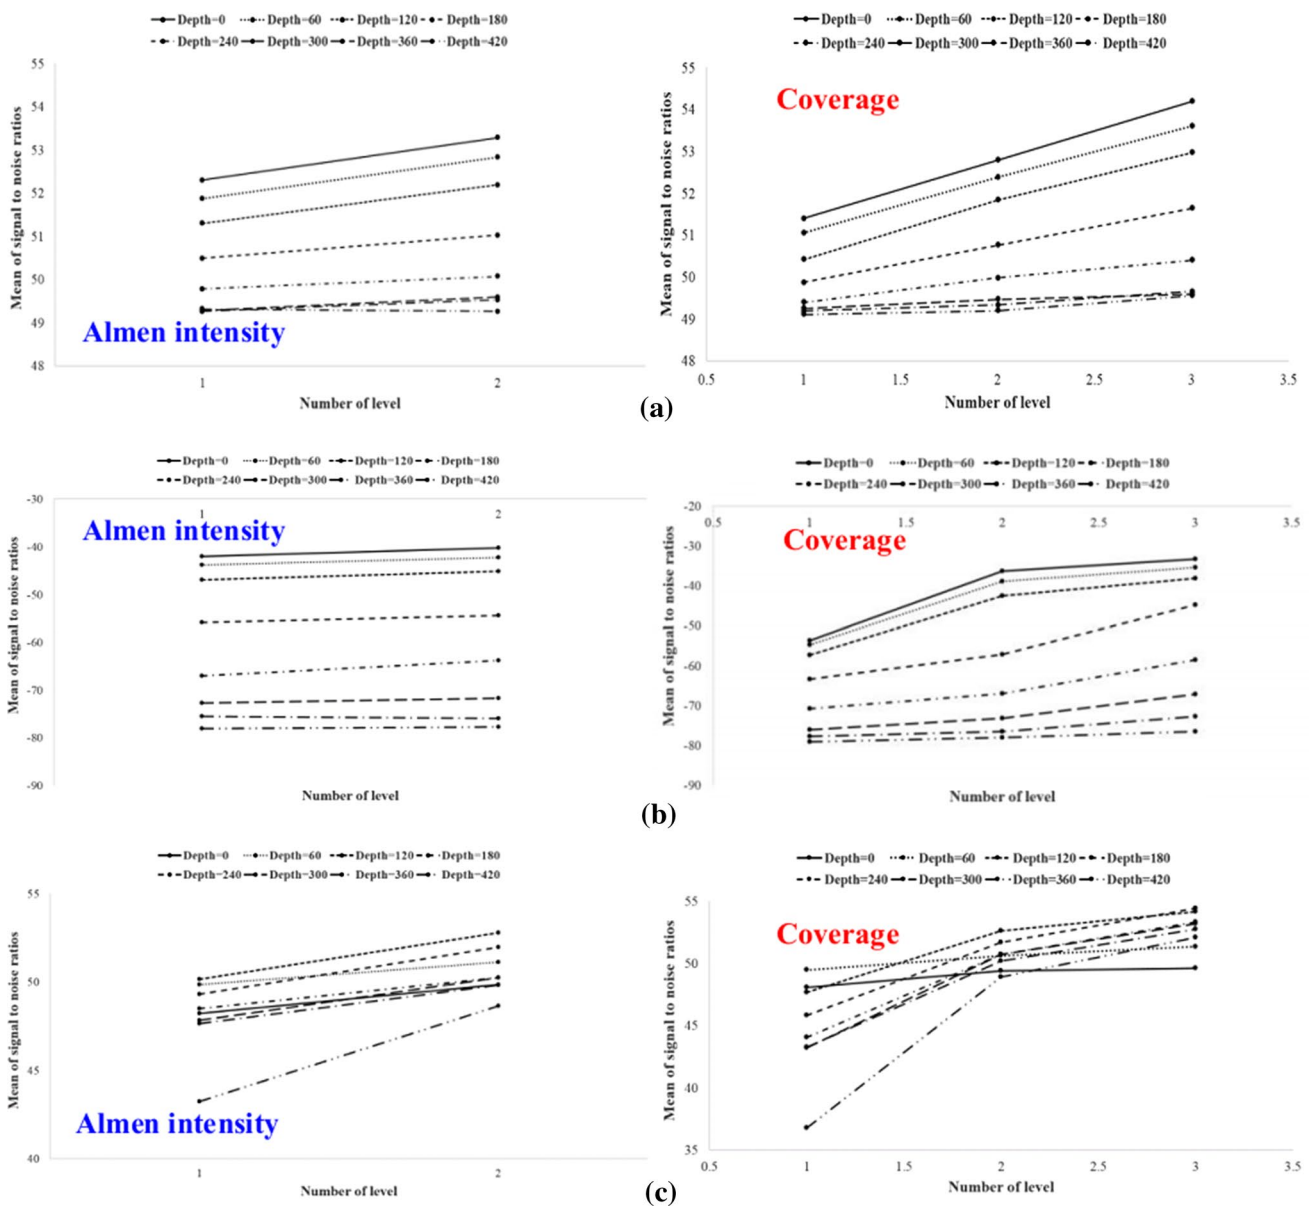 Depth=0 Depth=60 Depth=120 Depth=180
Depth=240 Depth=300 Depth=360 Depth=420
Mean of signal to noise ratios
55
54
53
52
51
50
49
48
Almen intensity
1 2
Number of level
Depth=0 Depth=60 Depth=120 Depth=180
Depth=240 Depth=300 Depth=360 Depth=420
Mean of signal to noise ratios
55
54
53
52
51
50
49
48
Coverage
0.5 1 1.5 2 2.5 3 3.5
Number of level
(a)
Depth=0 Depth=60 Depth=120 Depth=180
Depth=240 Depth=300 Depth=360 Depth=420
Mean of signal to noise ratios
-30
-40
-50
-60
-70
-80
-90
1 2
Almen intensity
Number of level
Depth=0 Depth=60 Depth=120 Depth=180
Depth=240 Depth=300 Depth=360 Depth=420
Mean of signal to noise ratios
-20
-30
-40
-50
-60
-70
-80
-90
0.5 1 1.5 2 2.5 3 3.5
Coverage
Number of level
(b)
Depth=0 Depth=60 Depth=120 Depth=180
Depth=240 Depth=300 Depth=360 Depth=420
Mean of signal to noise ratios
55
50
45
40
Almen intensity
1 2
Number of level
Depth=0 Depth=60 Depth=120 Depth=180
Depth=240 Depth=300 Depth=360 Depth=420
Mean of signal to noise ratios
55
50
45
40
35
Coverage
0.5 1 1.5 2 2.5 3 3.5
Number of level
(c)